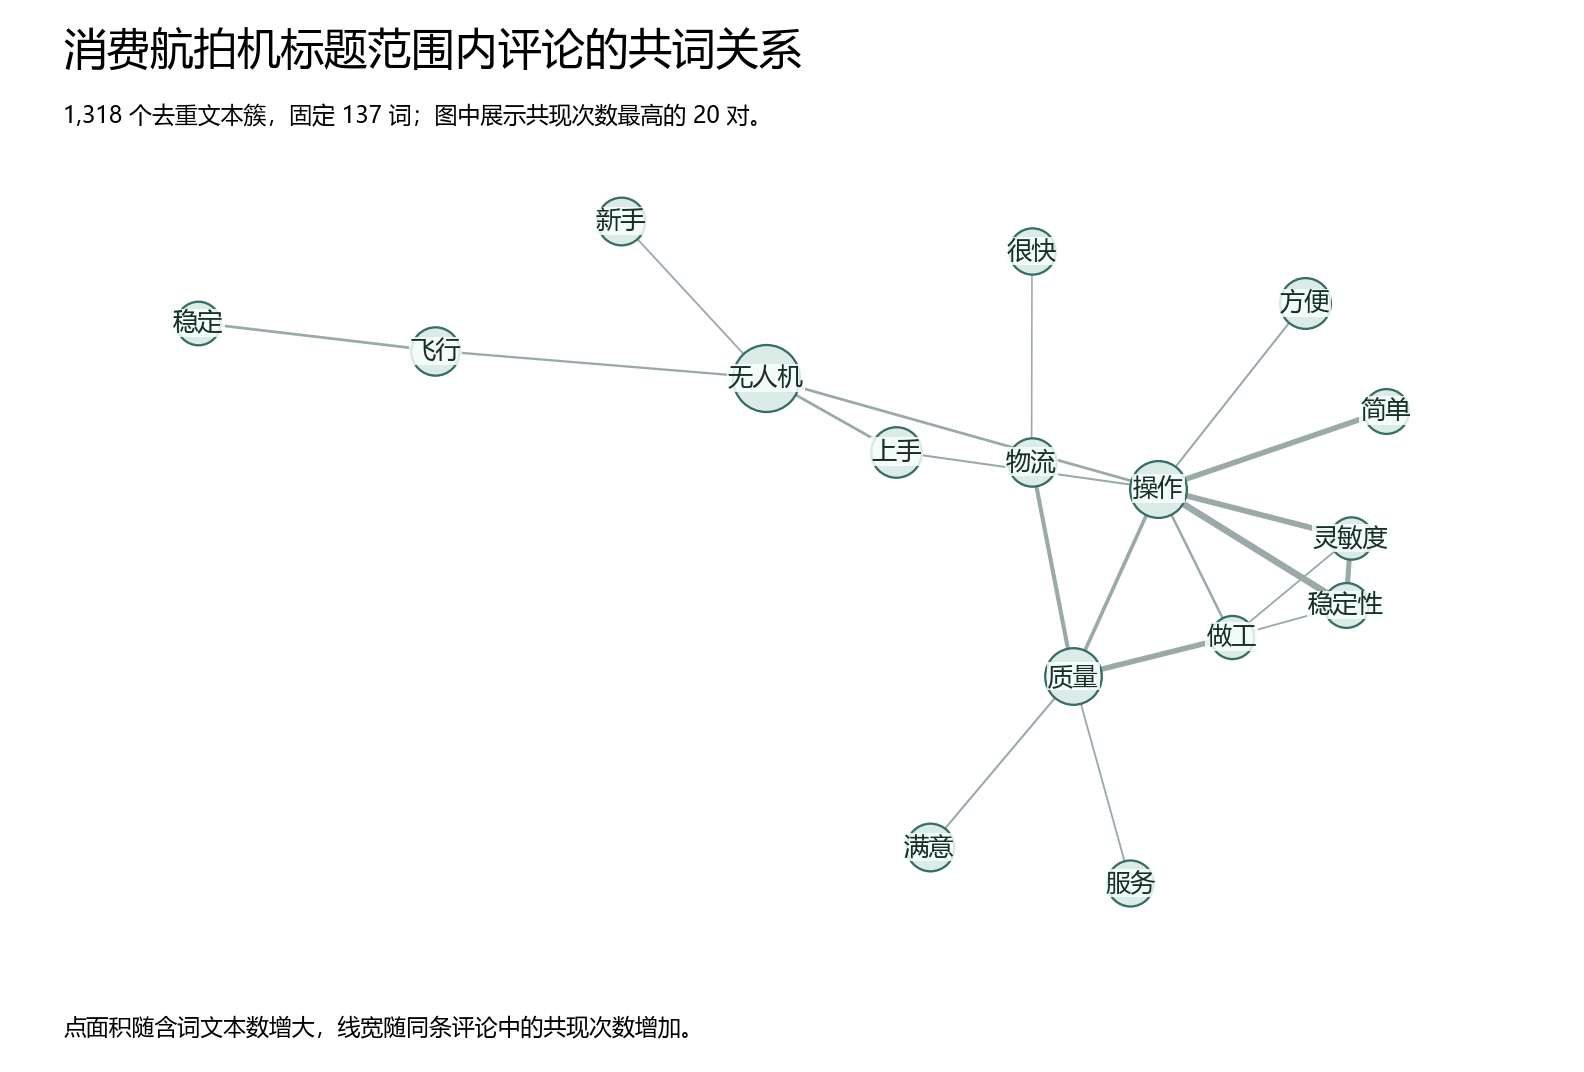 消费航拍机标题范围内评论的共词关系
1,318 个去重文本簇，固定 137 词；图中展示共现次数最高的 20 对。
新手
很快
方便
稳定
飞行
无人机
简单
上手
物流
操作
灵敏度
稳定性
做工
质量
满意
服务
点面积随含词文本数增大，线宽随同条评论中的共现次数增加。